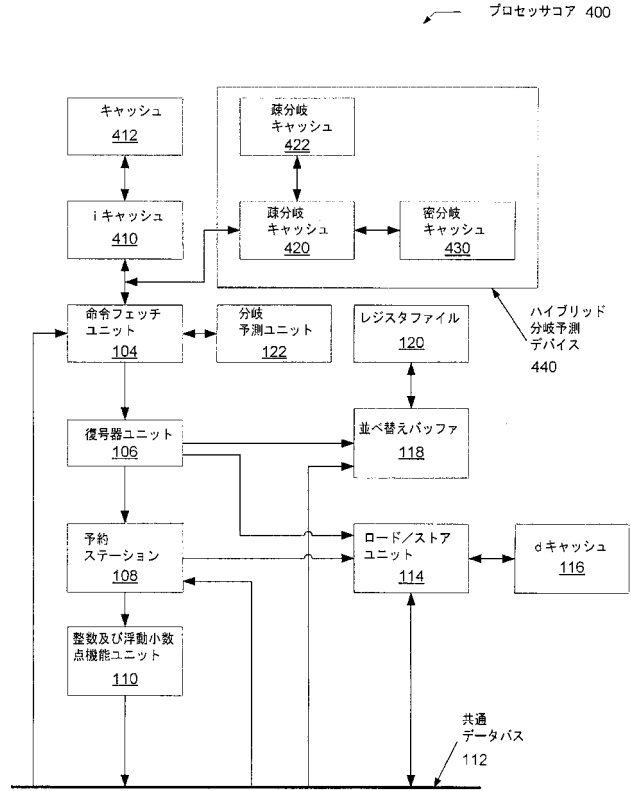 プロセッサコア 400
キャッシュ
412
疎分岐
キャッシュ
422
iキャッシュ
410
疎分岐
キャッシュ
420
密分岐
キャッシュ
430
命令フェッチ
ユニット
104
分岐
予測ユニット
122
レジスタファイル
120
ハイブリッド
分岐予測
デバイス
440
復号器ユニット
106
並べ替えバッファ
118
予約
ステーション
108
ロード/ストア
ユニット
114
dキャッシュ
116
整数及び浮動小数
点機能ユニット
110
共通
データバス
112